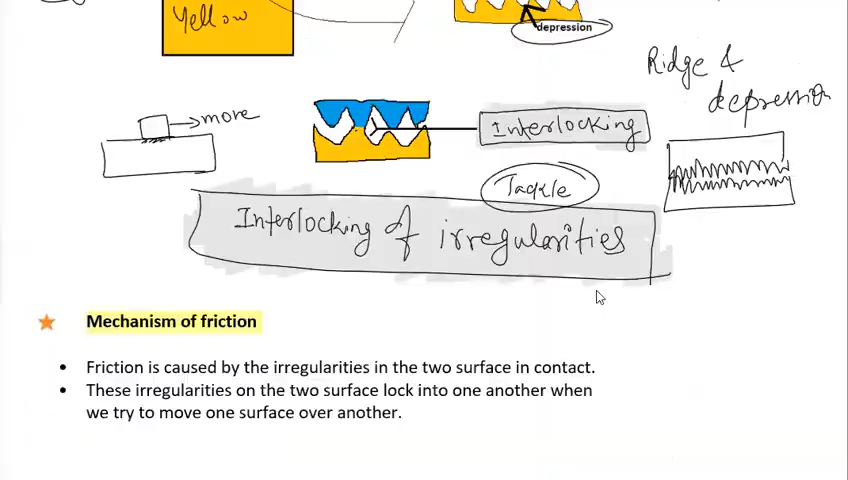 Yellow
depression
Ridge &
depression
move
Interlocking
Tackle
Interlocking of irregularities
Mechanism of friction
• Friction is caused by the irregularities in the two surface in contact.
• These irregularities on the two surface lock into one another when
we try to move one surface over another.